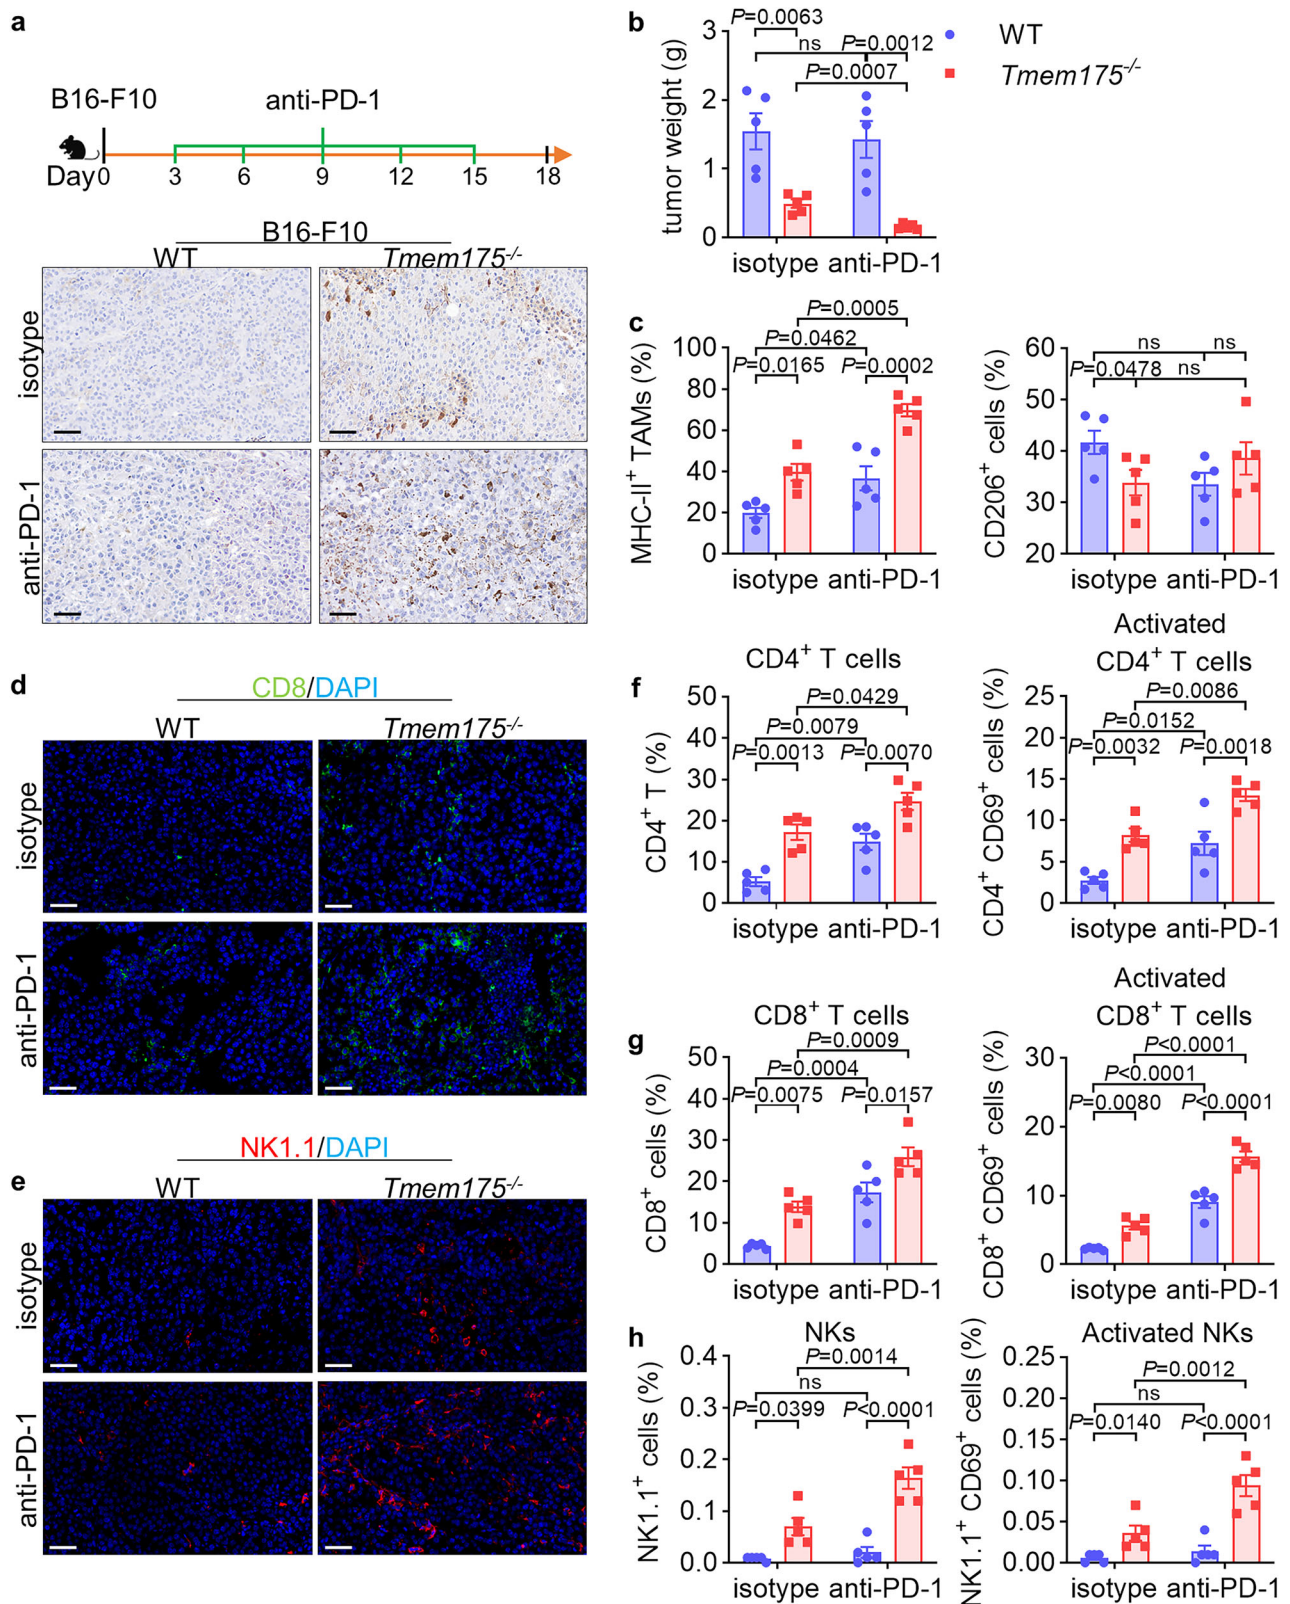 a
B16-F10
anti-PD-1
Day 0 3 6 9 12 15 18
B16-F10
WT Tmem175-/-
isotype
anti-PD-1
b
tumor weight (g)
3
2
1
0
P=0.0063
ns P=0.0012
P=0.0007
isotype anti-PD-1
WT
Tmem175-/-
c
MHC-II+ TAMs (%)
100
80
60
40
20
0
P=0.0005
P=0.0462
P=0.0165 P=0.0002
isotype anti-PD-1
CD206+ cells (%)
60
50
40
30
20
ns ns
P=0.0478 ns
isotype anti-PD-1
d
CD8/DAPI
WT Tmem175-/-
isotype
anti-PD-1
e
NK1.1/DAPI
WT Tmem175-/-
isotype
anti-PD-1
f
CD4+ T cells
CD4+ T (%)
50
40
30
20
10
0
P=0.0429
P=0.0079
P=0.0013 P=0.0070
isotype anti-PD-1
Activated
CD4+ T cells
CD4+ CD69+ cells (%)
25
20
15
10
5
0
P=0.0086
P=0.0152
P=0.0032 P=0.0018
isotype anti-PD-1
g
CD8+ T cells
CD8+ cells (%)
50
40
30
20
10
0
P=0.0009
P=0.0004
P=0.0075 P=0.0157
isotype anti-PD-1
Activated
CD8+ T cells
CD8+ CD69+ cells (%)
30
20
10
0
P<0.0001
P<0.0001
P=0.0080 P<0.0001
isotype anti-PD-1
h
NKs
NK1.1+ cells (%)
0.4
0.3
0.2
0.1
0.0
P=0.0014
ns
P=0.0399 P<0.0001
isotype anti-PD-1
Activated NKs
NK1.1+ CD69+ cells (%)
0.25
0.20
0.15
0.10
0.05
0.00
P=0.0012
ns
P=0.0140 P<0.0001
isotype anti-PD-1